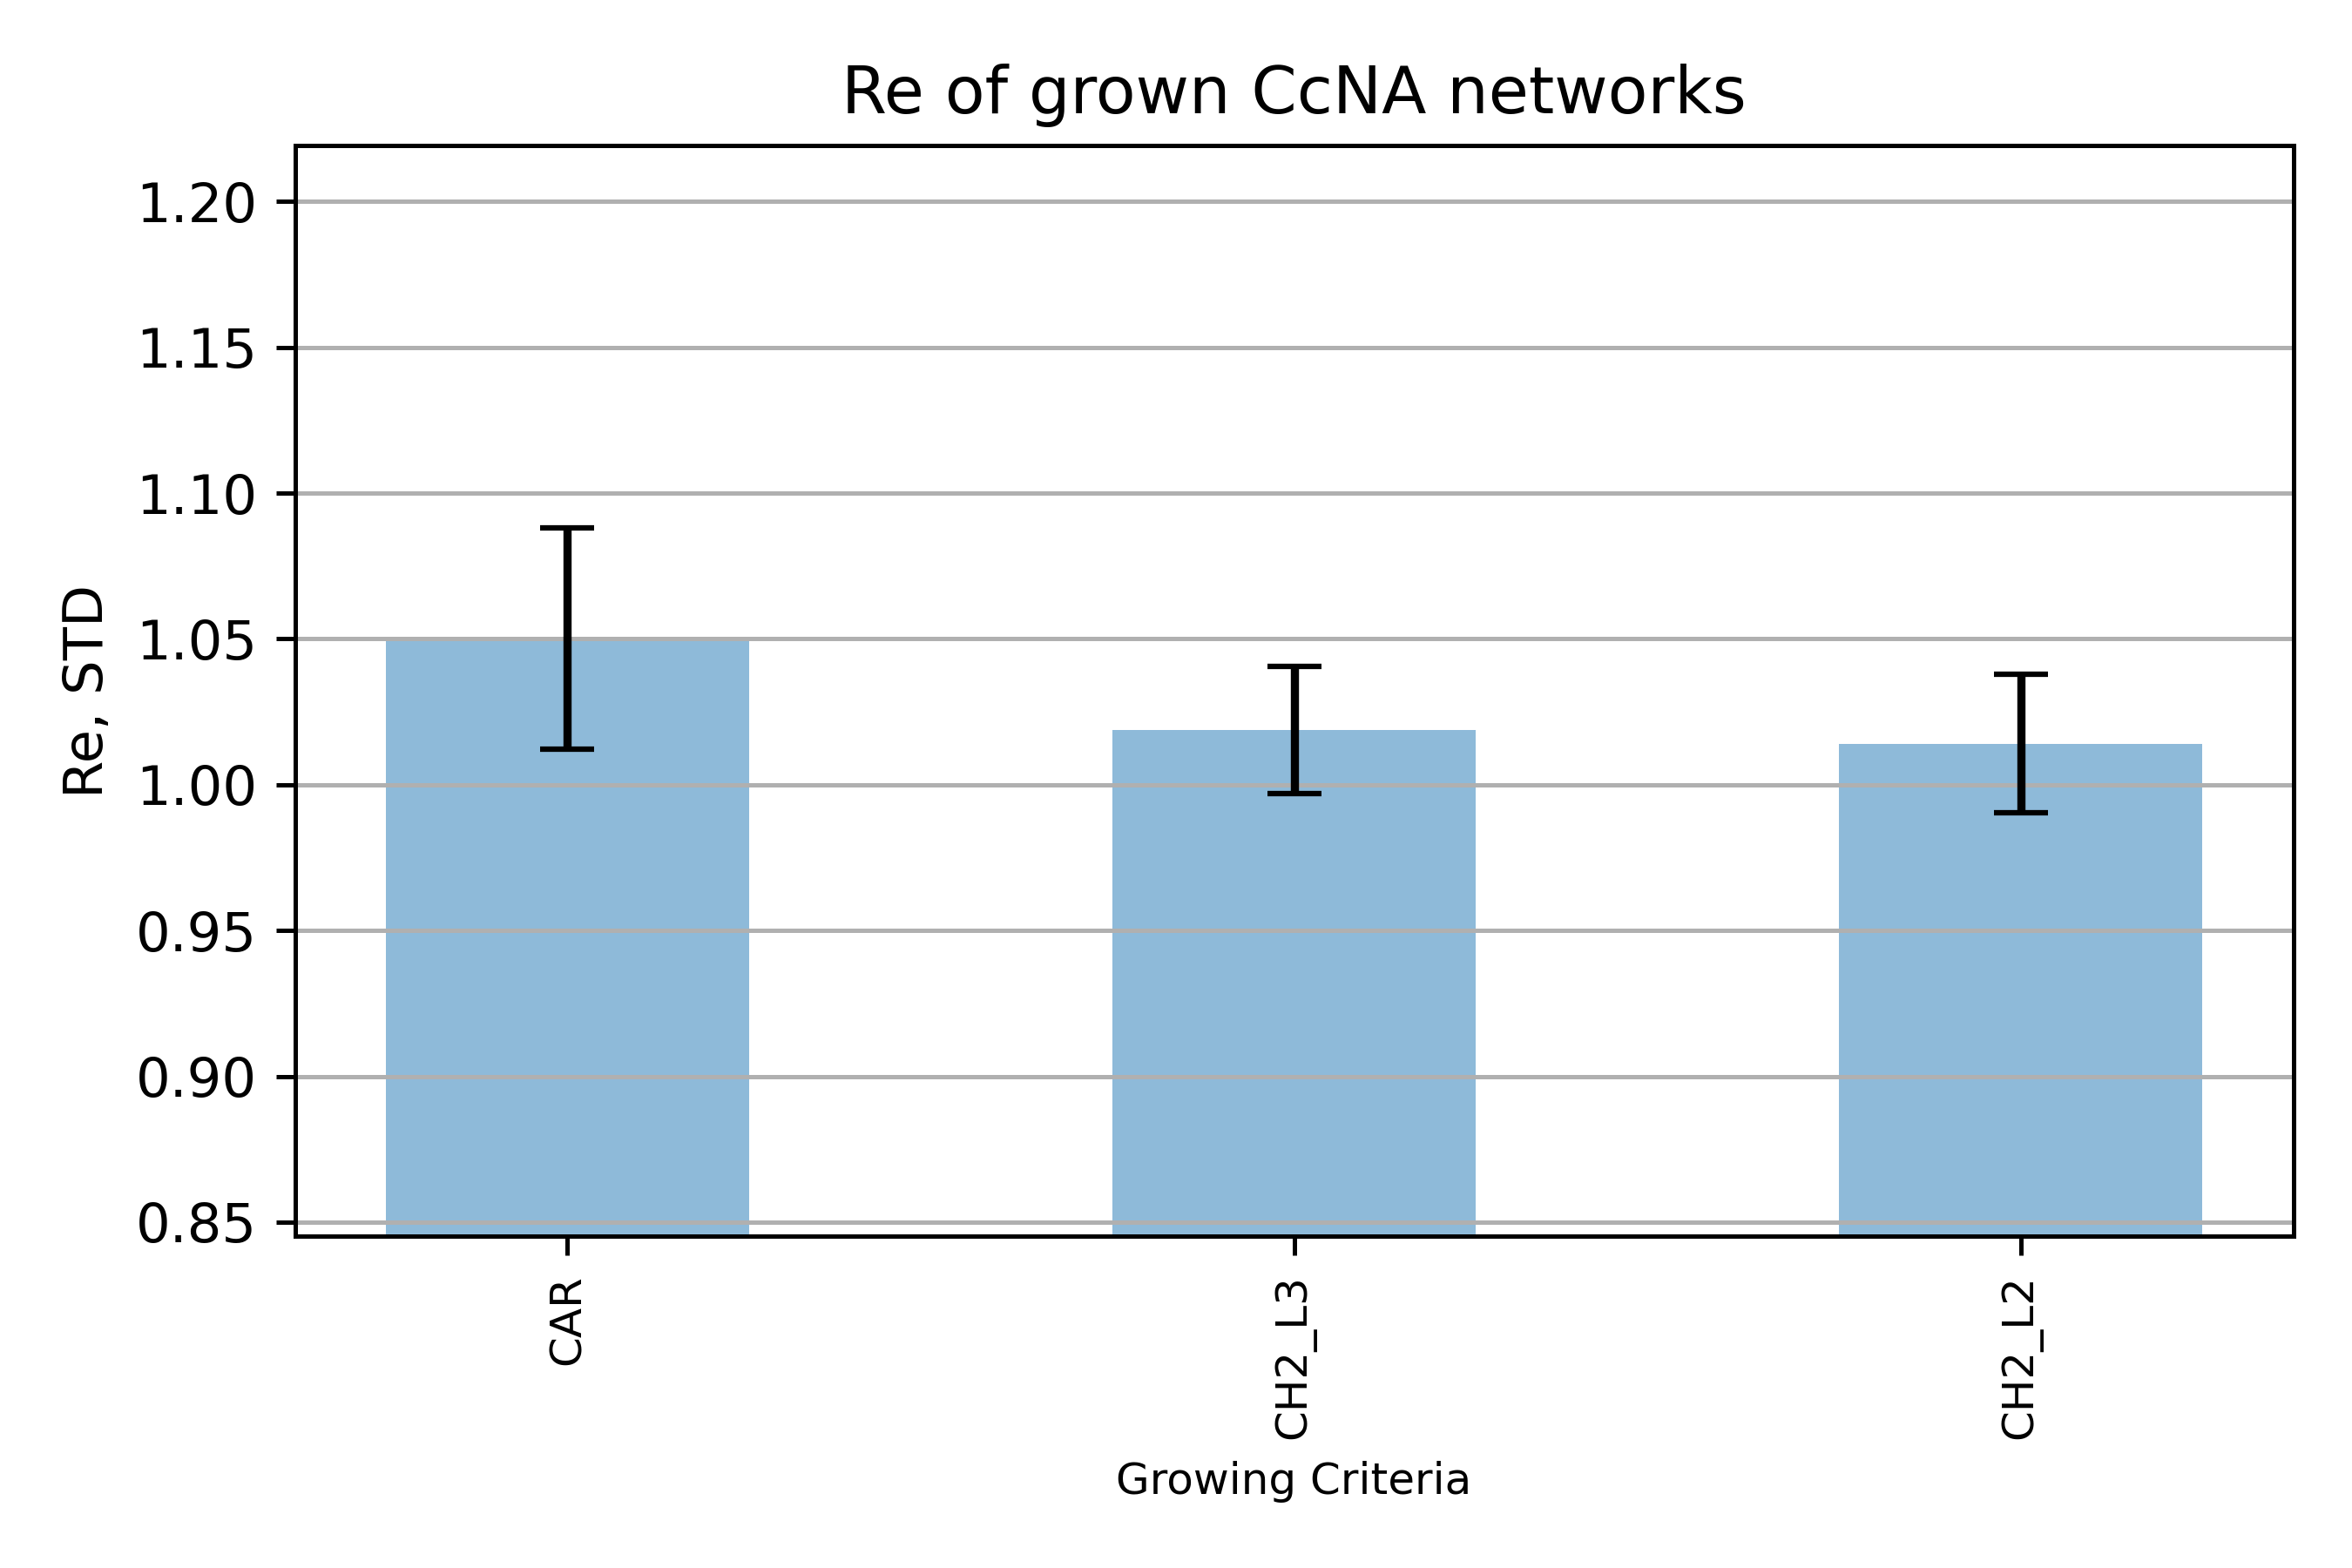 Re of grown CcNA networks
Re, STD
1.20
1.15
1.10
1.05
1.00
0.95
0.90
0.85
CAR
CH2_L3
CH2_L2
Growing Criteria